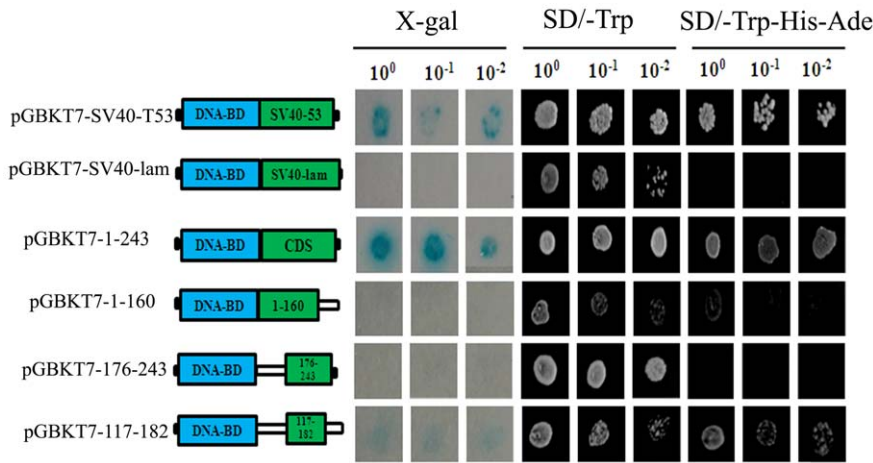 X-gal SD/-Trp SD/-Trp-His-Ade
10⁰ 10⁻¹ 10⁻² 10⁰ 10⁻¹ 10⁻² 10⁰ 10⁻¹ 10⁻²
pGBKT7-SV40-T53 DNA-BD SV40-53
pGBKT7-SV40-lam DNA-BD SV40-lam
pGBKT7-1-243 DNA-BD CDS
pGBKT7-1-160 DNA-BD 1-160
pGBKT7-176-243 DNA-BD 176-
243
pGBKT7-117-182 DNA-BD 117-
182